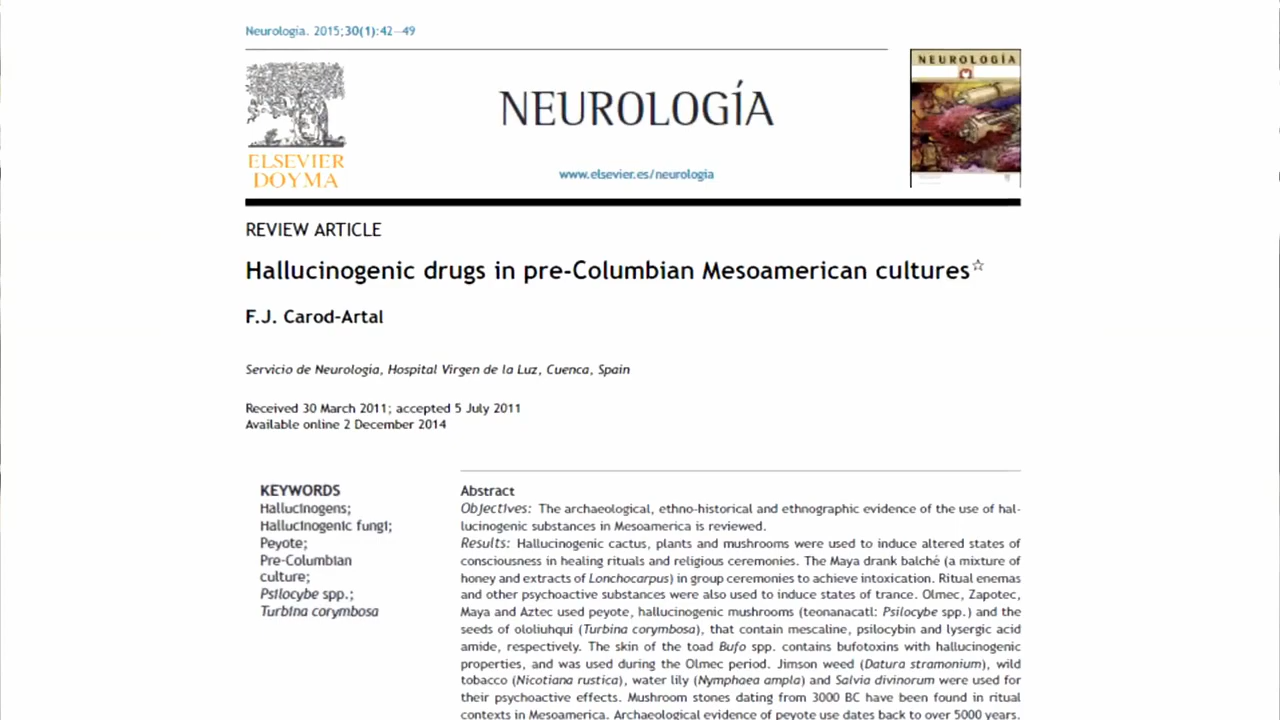 Neurología. 2015;30(1):42—49
NEUROLOGÍA
NEUROLOGÍA
ELSEVIER
DOYMA
www.elsevier.es/neurologia
REVIEW ARTICLE
Hallucinogenic drugs in pre-Columbian Mesoamerican cultures☆
F.J. Carod-Artal
Servicio de Neurología, Hospital Virgen de la Luz, Cuenca, Spain
Received 30 March 2011; accepted 5 July 2011
Available online 2 December 2014
KEYWORDS
Hallucinogens;
Hallucinogenic fungi;
Peyote;
Pre-Columbian
culture;
Psilocybe spp.;
Turbina corymbosa
Abstract
Objectives: The archaeological, ethno-historical and ethnographic evidence of the use of hal-
lucinogenic substances in Mesoamerica is reviewed.
Results: Hallucinogenic cactus, plants and mushrooms were used to induce altered states of
consciousness in healing rituals and religious ceremonies. The Maya drank balché (a mixture of
honey and extracts of Lonchocarpus) in group ceremonies to achieve intoxication. Ritual enemas
and other psychoactive substances were also used to induce states of trance. Olmec, Zapotec,
Maya and Aztec used peyote, hallucinogenic mushrooms (teonanacatl: Psilocybe spp.) and the
seeds of ololiuhqui (Turbina corymbosa), that contain mescaline, psilocybin and lysergic acid
amide, respectively. The skin of the toad Bufo spp. contains bufotoxins with hallucinogenic
properties, and was used during the Olmec period. Jimson weed (Datura stramonium), wild
tobacco (Nicotiana rustica), water lily (Nymphaea ampla) and Salvia divinorum were used for
their psychoactive effects. Mushroom stones dating from 3000 BC have been found in ritual
contexts in Mesoamerica. Archaeological evidence of peyote use dates back to over 5000 years.